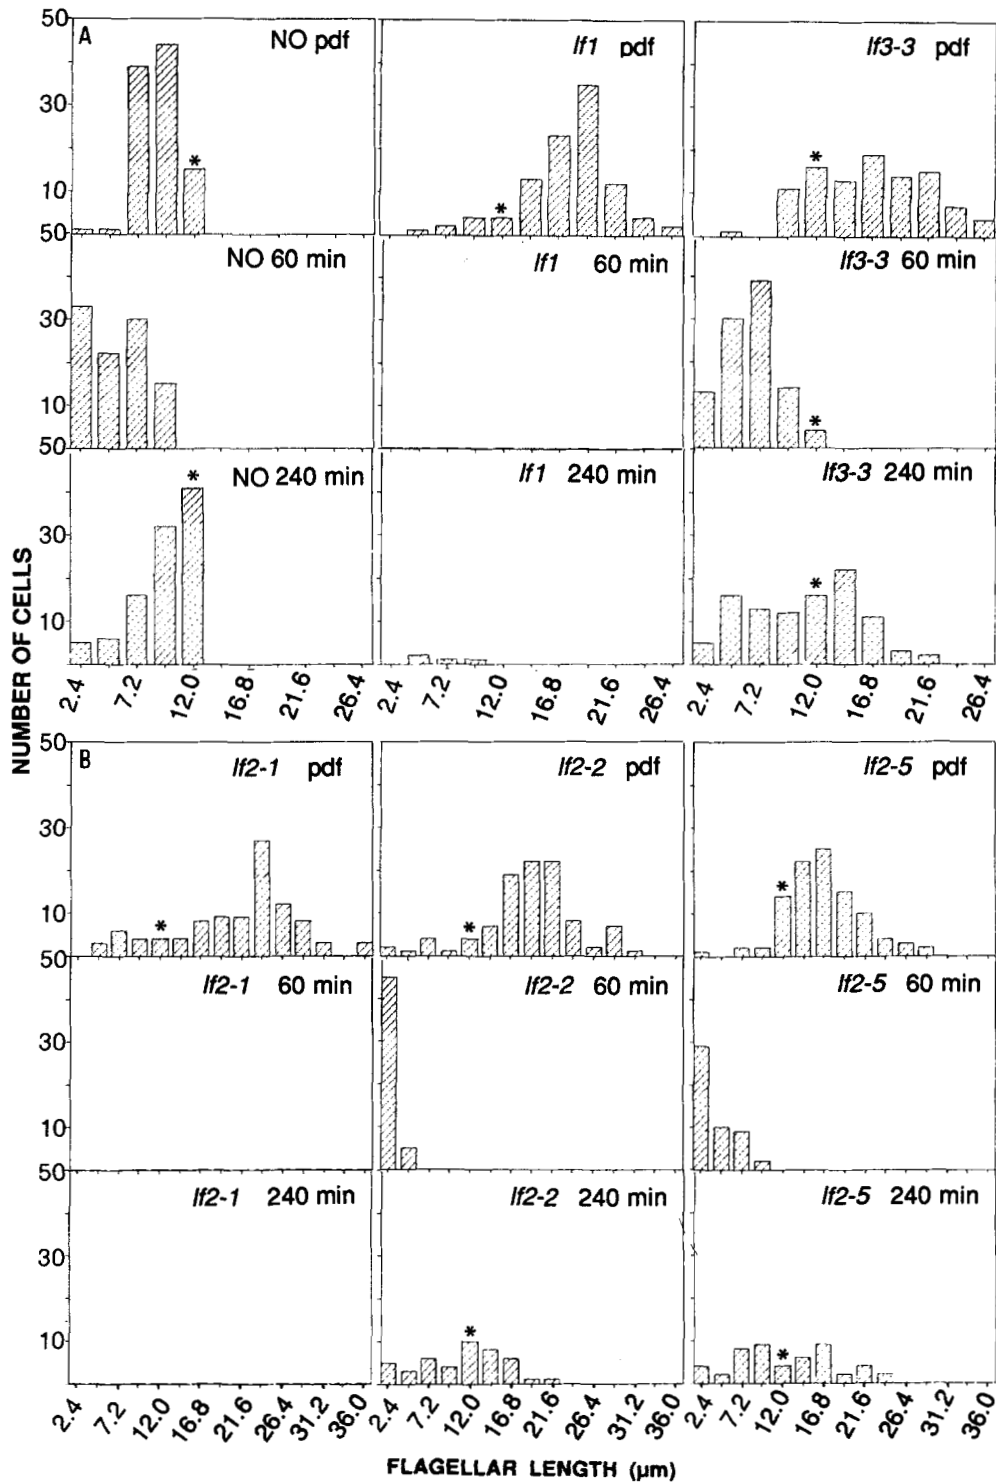 NUMBER OF CELLS
A
50
30
10
NO pdf
lf1 pdf
lf3-3 pdf
*
*
*
50
30
10
NO 60 min
lf1 60 min
lf3-3 60 min
*
50
30
10
NO 240 min
lf1 240 min
lf3-3 240 min
*
*
2.4 7.2 12.0 16.8 21.6 26.4
2.4 7.2 12.0 16.8 21.6 26.4
2.4 7.2 12.0 16.8 21.6 26.4
B
50
30
10
lf2-1 pdf
lf2-2 pdf
lf2-5 pdf
*
*
*
50
30
10
lf2-1 60 min
lf2-2 60 min
lf2-5 60 min
50
30
10
lf2-1 240 min
lf2-2 240 min
lf2-5 240 min
*
*
2.4 7.2 12.0 16.8 21.6 26.4 31.2 36.0
2.4 7.2 12.0 16.8 21.6 26.4 31.2 36.0
2.4 7.2 12.0 16.8 21.6 26.4 31.2 36.0
FLAGELLAR LENGTH (µm)